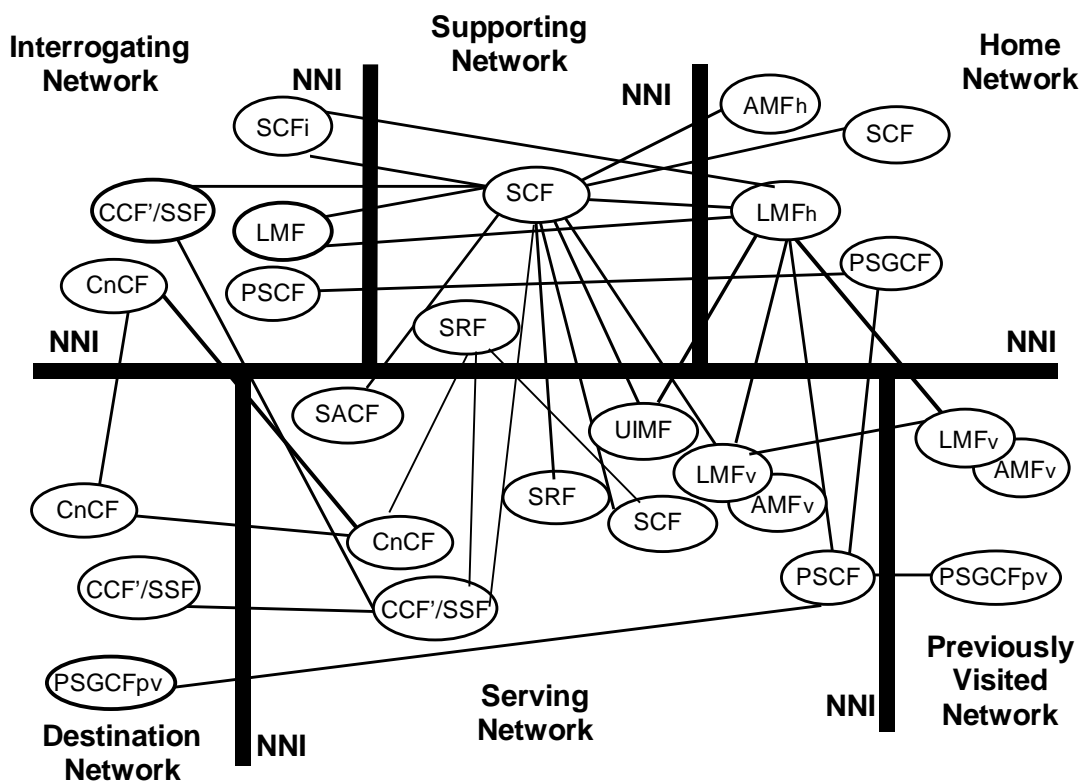 Interrogating
Network
Supporting
Network
Home
Network
NNI
NNI
SCFi
AMFh
SCF
CCF'/SSF
SCF
LMF
LMFh
CnCF
PSCF
PSGCF
SRF
NNI
NNI
SACF
UIMF
LMFv
AMFv
LMFv
AMFv
CnCF
SRF
SCF
CnCF
CCF'/SSF
CCF'/SSF
PSCF
PSGCFpv
PSGCFpv
Destination
Network
NNI
Serving
Network
NNI
Previously
Visited
Network